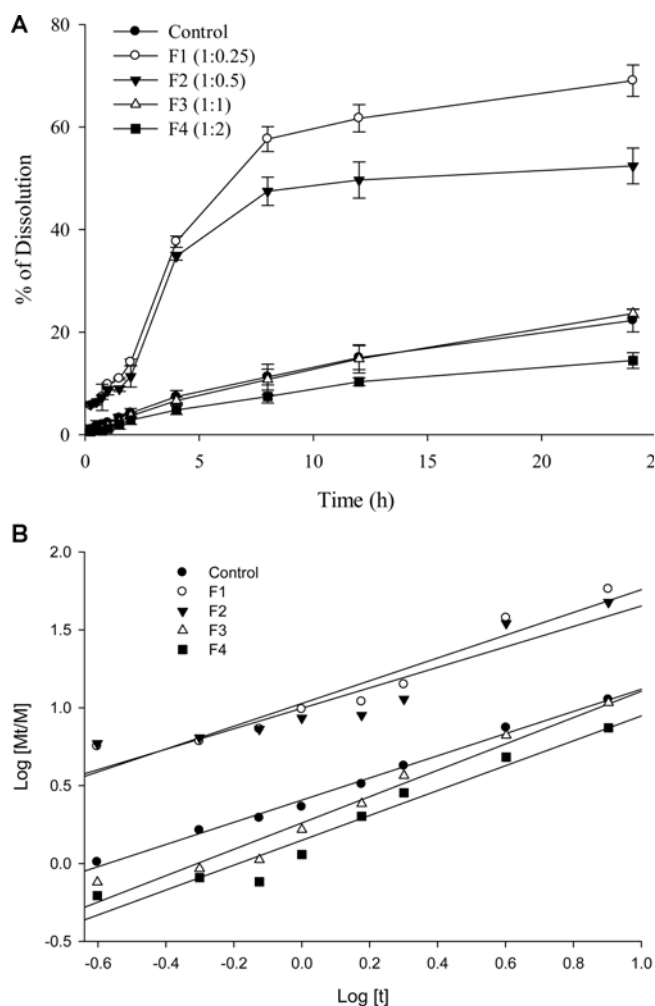 A
Control
F1 (1:0.25)
F2 (1:0.5)
F3 (1:1)
F4 (1:2)
% of Dissolution
80
60
40
20
0
0 5 10 15 20 2
Time (h)
B
Control
F1
F2
F3
F4
Log [Mt/M]
2.0
1.5
1.0
0.5
0.0
-0.5
-0.6 -0.4 -0.2 0.0 0.2 0.4 0.6 0.8 1.0
Log [t]